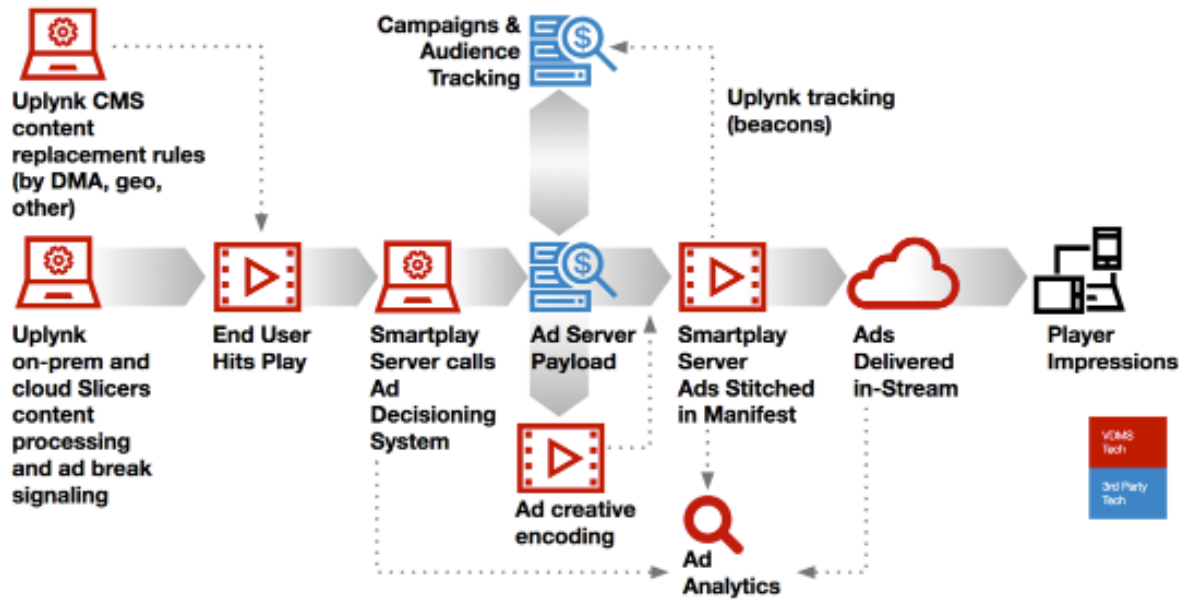 Campaigns &
Audience
Tracking
Uplynk CMS
content
replacement rules
(by DMA, geo,
other)
Uplynk tracking
(beacons)
Uplynk
on-prem and
cloud Slicers
content
processing
and ad break
signaling
End User
Hits Play
Smartplay
Server calls
Ad
Decisioning
System
Ad Server
Payload
Smartplay
Server
Ads Stitched
in Manifest
Ads
Delivered
in-Stream
Player
Impressions
Ad creative
encoding
Ad
Analytics
VDMS
Tech
3rd Party
Tech